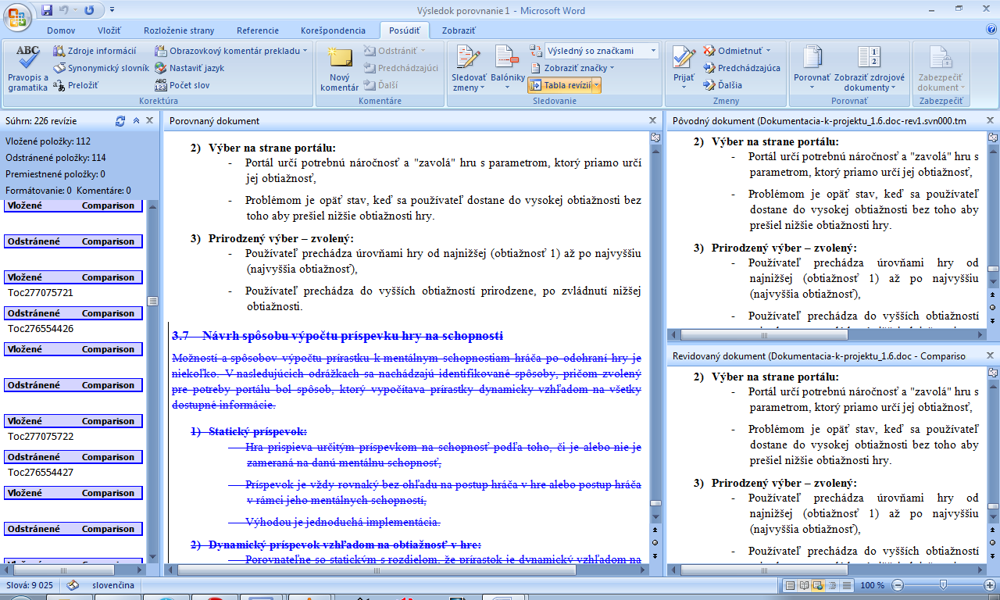 Výsledok porovnanie 1 - Microsoft Word
Domov Vložiť Rozloženie strany Referencie Korešpondencia Posúdiť Zobraziť
ABC
Pravopis a gramatika
Zdroje informácií
Synonymický slovník
Preložiť
Obrazovkový komentár prekladu
Nastaviť jazyk
ABC 123 Počet slov
Korektúra
Nový komentár
Odstrániť
Predchádzajúci
Ďalší
Komentáre
Sledovať zmeny
Balóniky
Výsledný so značkami
Zobraziť značky
Tabla revízií
Sledovanie
Prijať
Odmietnuť
Predchádzajúca
Ďalšia
Zmeny
Porovnať
Zobraziť zdrojové dokumenty
Porovnať
Zabezpečiť dokument
Zabezpečiť
Súhrn: 226 revízie
Vložené položky: 112
Odstránené položky: 114
Premiestnené položky: 0
Formátovanie: 0 Komentáre: 0
Vložené Comparison
Odstránené Comparison
Vložené Comparison
Toc277075721
Odstránené Comparison
Toc276554426
Vložené Comparison
Odstránené Comparison
Vložené Comparison
Toc277075722
Odstránené Comparison
Toc276554427
Vložené Comparison
Odstránené Comparison
Porovnaný dokument
2) Výber na strane portálu:
- Portál určí potrebnú náročnosť a "zavolá" hru s parametrom, ktorý priamo určí
jej obtiažnosť,
- Problémom je opäť stav, keď sa používateľ dostane do vysokej obtiažnosti bez
toho aby prešiel nižšie obtiažnosti hry.
3) Prirodzený výber – zvolený:
- Používateľ prechádza úrovňami hry od najnižšej (obtiažnosť 1) až po najvyššiu
(najvyššia obtiažnosť),
- Používateľ prechádza do vyšších obtiažností prirodzene, po zvládnutí nižšej
obtiažnosti.
3.7 Návrh spôsobu výpočtu príspevku hry na schopnosti
Možností a spôsobov výpočtu prírastku k mentálnym schopnostiam hráča po odohraní hry je
niekoľko. V nasledujúcich odrážkach sa nachádzajú identifikované spôsoby, pričom zvolený
pre potreby portálu bol spôsob, ktorý vypočítava prírastky dynamicky vzhľadom na všetky
dostupné informácie.
1) Statický príspevok:
- Hra prispieva určitým príspevkom na schopnosť podľa toho, či je alebo nie je
zameraná na danú mentálnu schopnosť,
- Príspevok je vždy rovnaký bez ohľadu na postup hráča v hre alebo postup hráča
v rámci jeho mentálnych schopností,
- Výhodou je jednoduchá implementácia.
2) Dynamický príspevok vzhľadom na obtiažnosť v hre:
- Porovnateľne so statickým s rozdielom, že prírastok je dynamický vzhľadom na
Pôvodný dokument (Dokumentacia-k-projektu_1.6.doc-rev1.svn000.tm
2) Výber na strane portálu:
- Portál určí potrebnú náročnosť a "zavolá" hru s
parametrom, ktorý priamo určí jej obtiažnosť,
- Problémom je opäť stav, keď sa používateľ
dostane do vysokej obtiažnosti bez toho aby
prešiel nižšie obtiažnosti hry.
3) Prirodzený výber – zvolený:
- Používateľ prechádza úrovňami hry od
najnižšej (obtiažnosť 1) až po najvyššiu
(najvyššia obtiažnosť),
- Používateľ prechádza do vyšších obtiažností
Revidovaný dokument (Dokumentacia-k-projektu_1.6.doc - Compariso
2) Výber na strane portálu:
- Portál určí potrebnú náročnosť a "zavolá" hru s
parametrom, ktorý priamo určí jej obtiažnosť,
- Problémom je opäť stav, keď sa používateľ
dostane do vysokej obtiažnosti bez toho aby
prešiel nižšie obtiažnosti hry.
3) Prirodzený výber – zvolený:
- Používateľ prechádza úrovňami hry od
najnižšej (obtiažnosť 1) až po najvyššiu
(najvyššia obtiažnosť),
- Používateľ prechádza do vyšších obtiažností
Slová: 9 025 slovenčina 100 %